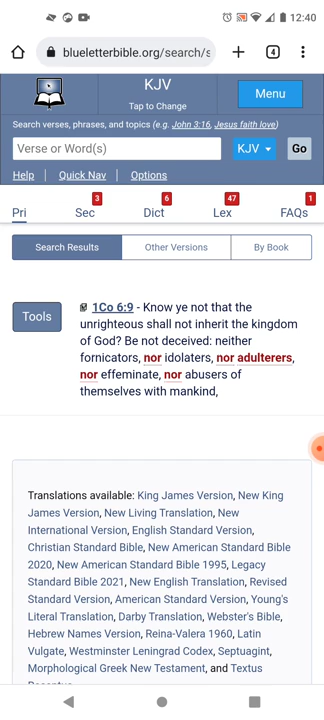 12:40
blueletterbible.org/search/s
4
KJV
Tap to Change
Menu
Search verses, phrases, and topics (e.g. John 3:16, Jesus faith love)
Verse or Word(s)
KJV
Go
Help
Quick Nav
Options
Pri
Sec 3
Dict 6
Lex 47
FAQs 1
Search Results
Other Versions
By Book
Tools
1Co 6:9 - Know ye not that the
unrighteous shall not inherit the kingdom
of God? Be not deceived: neither
fornicators, nor idolaters, nor adulterers,
nor effeminate, nor abusers of
themselves with mankind,
Translations available: King James Version, New King
James Version, New Living Translation, New
International Version, English Standard Version,
Christian Standard Bible, New American Standard Bible
2020, New American Standard Bible 1995, Legacy
Standard Bible 2021, New English Translation, Revised
Standard Version, American Standard Version, Young's
Literal Translation, Darby Translation, Webster's Bible,
Hebrew Names Version, Reina-Valera 1960, Latin
Vulgate, Westminster Leningrad Codex, Septuagint,
Morphological Greek New Testament, and Textus